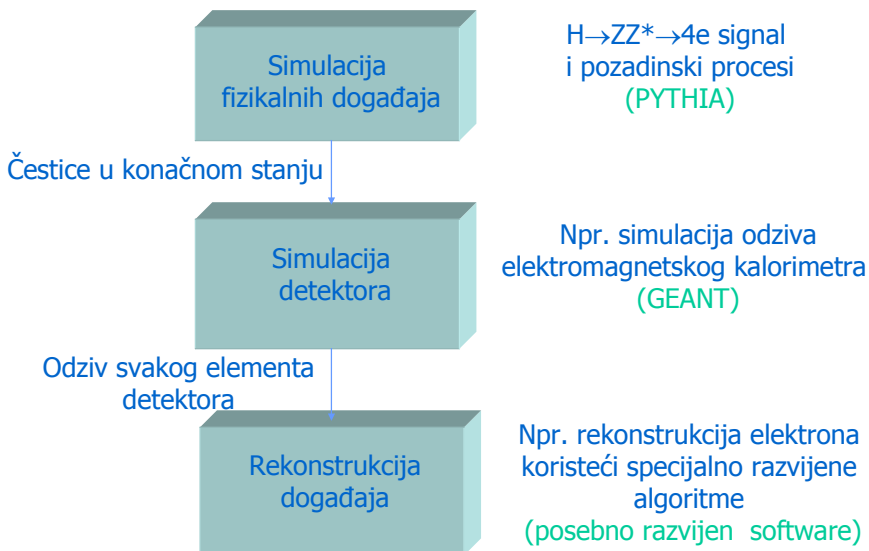 Simulacija
fizikalnih događaja
H→ZZ*→4e signal
i pozadinski procesi
(PYTHIA)
Čestice u konačnom stanju
Simulacija
detektora
Npr. simulacija odziva
elektromagnetskog kalorimetra
(GEANT)
Odziv svakog elementa
detektora
Rekonstrukcija
događaja
Npr. rekonstrukcija elektrona
koristeći specijalno razvijene
algoritme
(posebno razvijen software)